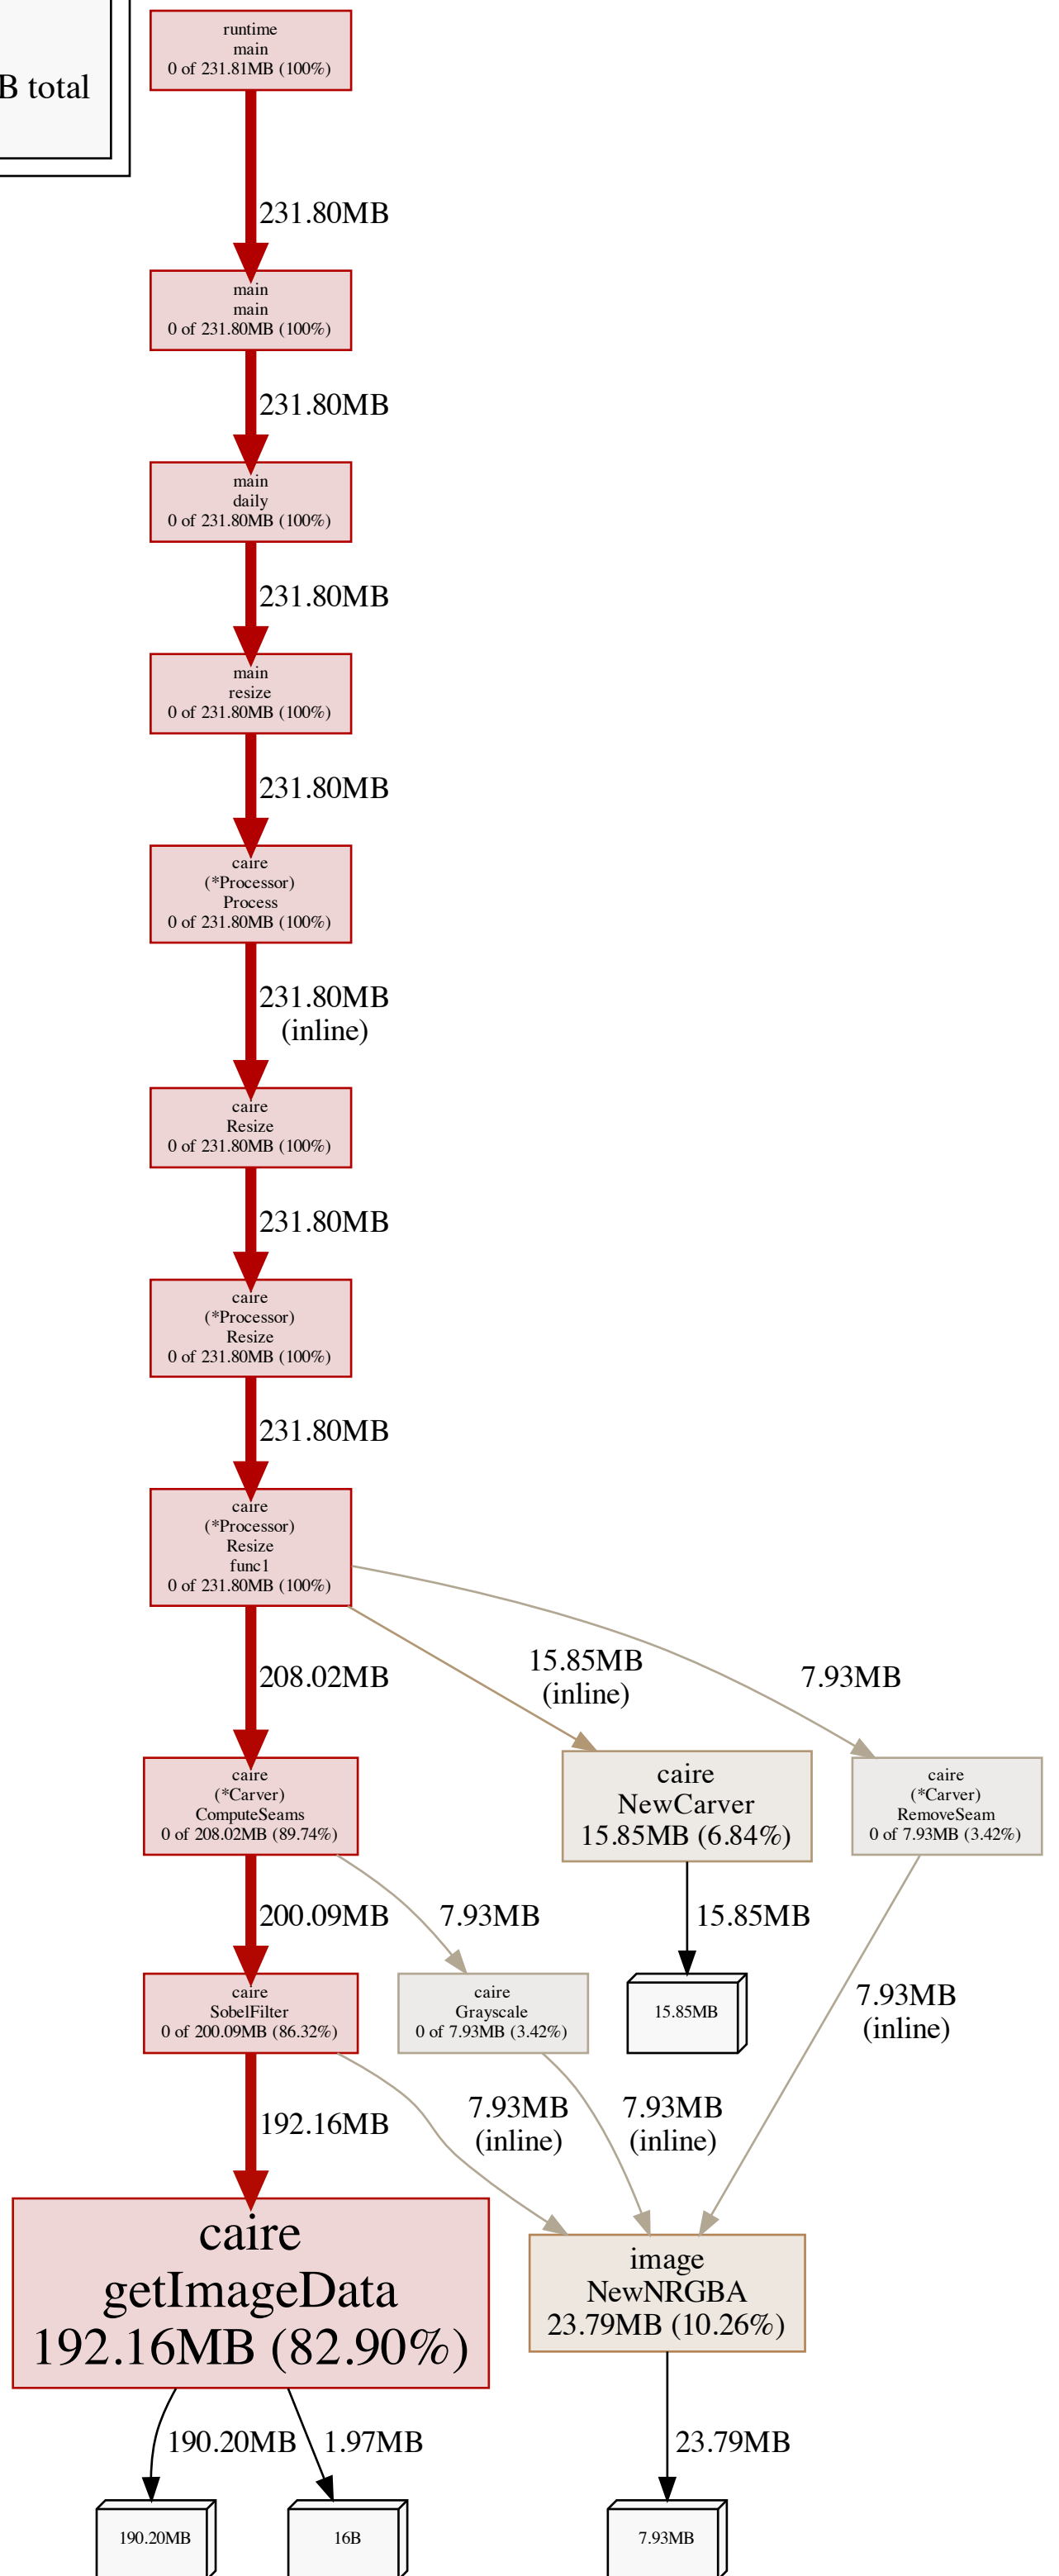 B total
runtime
main
0 of 231.81MB (100%)
231.80MB
main
main
0 of 231.80MB (100%)
231.80MB
main
daily
0 of 231.80MB (100%)
231.80MB
main
resize
0 of 231.80MB (100%)
231.80MB
caire
(*Processor)
Process
0 of 231.80MB (100%)
231.80MB
(inline)
caire
Resize
0 of 231.80MB (100%)
231.80MB
caire
(*Processor)
Resize
0 of 231.80MB (100%)
231.80MB
caire
(*Processor)
Resize
func1
0 of 231.80MB (100%)
208.02MB
15.85MB
(inline)
7.93MB
caire
(*Carver)
ComputeSeams
0 of 208.02MB (89.74%)
caire
NewCarver
15.85MB (6.84%)
caire
(*Carver)
RemoveSeam
0 of 7.93MB (3.42%)
200.09MB
7.93MB
15.85MB
7.93MB
(inline)
caire
SobelFilter
0 of 200.09MB (86.32%)
caire
Grayscale
0 of 7.93MB (3.42%)
15.85MB
192.16MB
7.93MB
(inline)
7.93MB
(inline)
caire
getImageData
192.16MB (82.90%)
image
NewNRGBA
23.79MB (10.26%)
190.20MB
1.97MB
23.79MB
190.20MB
16B
7.93MB